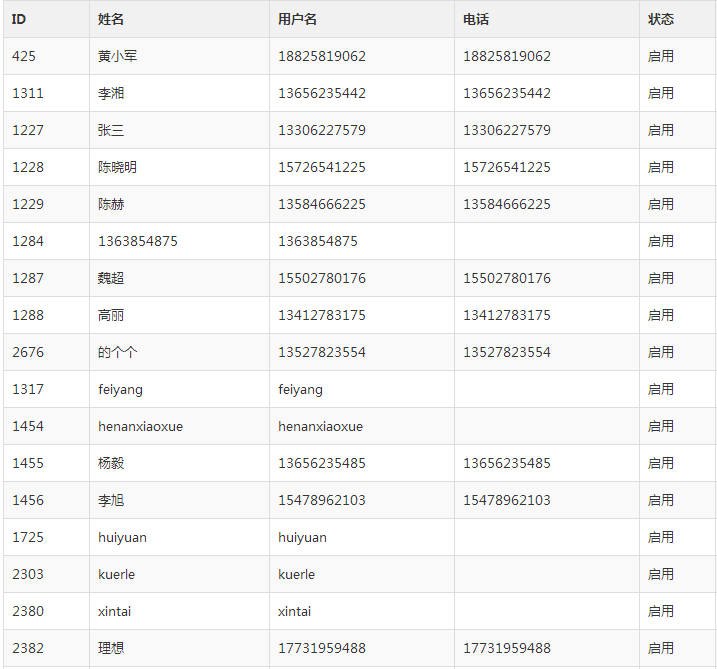 ID 姓名 用户名 电话 状态
425 黄小军 18825819062 18825819062 启用
1311 李湘 13656235442 13656235442 启用
1227 张三 13306227579 13306227579 启用
1228 陈晓明 15726541225 15726541225 启用
1229 陈赫 13584666225 13584666225 启用
1284 1363854875 1363854875 启用
1287 魏超 15502780176 15502780176 启用
1288 高丽 13412783175 13412783175 启用
2676 的个个 13527823554 13527823554 启用
1317 feiyang feiyang 启用
1454 henanxiaoxue henanxiaoxue 启用
1455 杨毅 13656235485 13656235485 启用
1456 李旭 15478962103 15478962103 启用
1725 huiyuan huiyuan 启用
2303 kuerle kuerle 启用
2380 xintai xintai 启用
2382 理想 17731959488 17731959488 启用